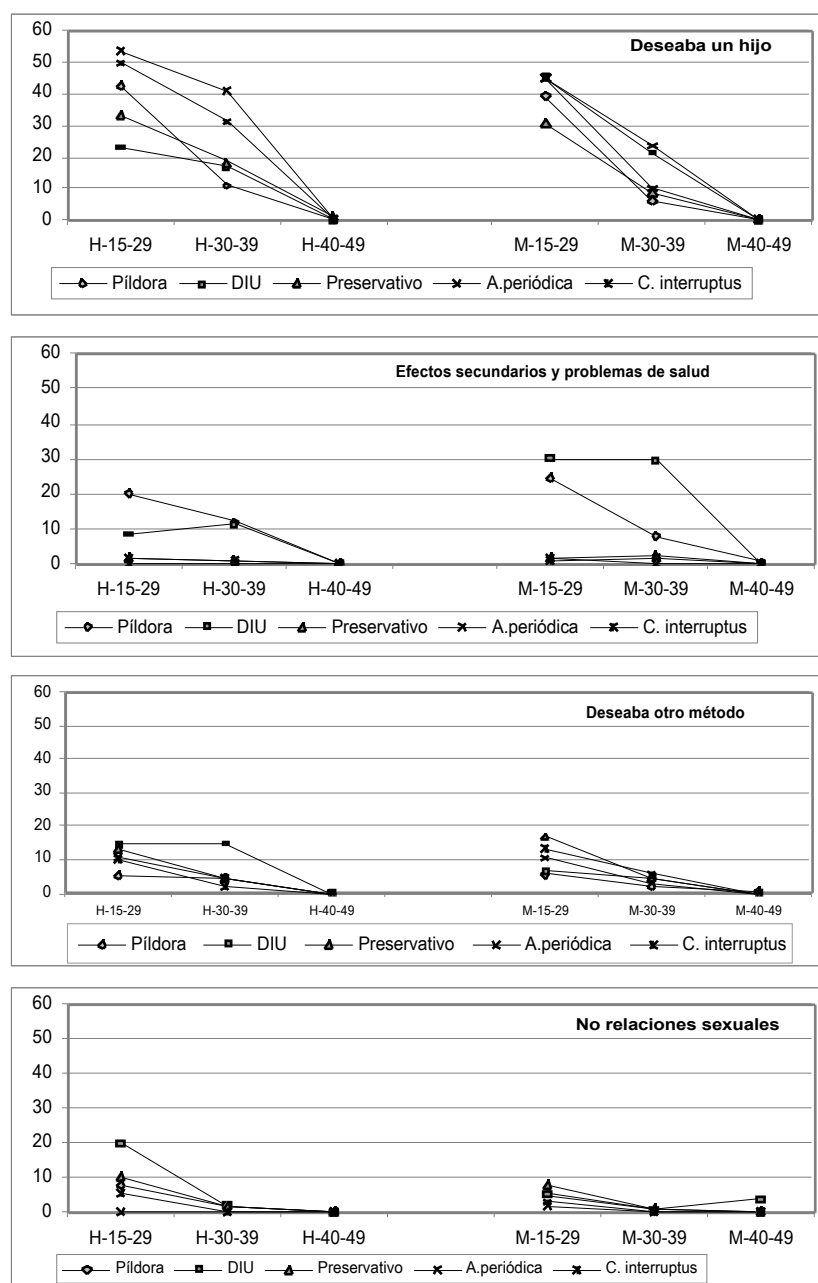 Deseaba un hijo
60
50
40
30
20
10
0
H-15-29 H-30-39 H-40-49 M-15-29 M-30-39 M-40-49
Píldora DIU Preservativo A.periódica C. interruptus
Efectos secundarios y problemas de salud
60
50
40
30
20
10
0
H-15-29 H-30-39 H-40-49 M-15-29 M-30-39 M-40-49
Píldora DIU Preservativo A.periódica C. interruptus
Deseaba otro método
60
50
40
30
20
10
0
H-15-29 H-30-39 H-40-49 M-15-29 M-30-39 M-40-49
Píldora DIU Preservativo A.periódica C. interruptus
No relaciones sexuales
60
50
40
30
20
10
0
H-15-29 H-30-39 H-40-49 M-15-29 M-30-39 M-40-49
Píldora DIU Preservativo A.periódica C. interruptus